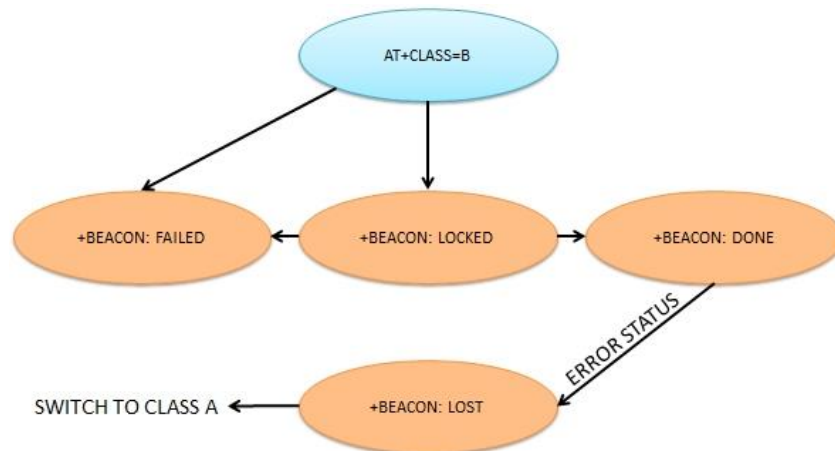 AT+CLASS=B
+BEACON: FAILED
+BEACON: LOCKED
+BEACON: DONE
ERROR STATUS
SWITCH TO CLASS A
+BEACON: LOST